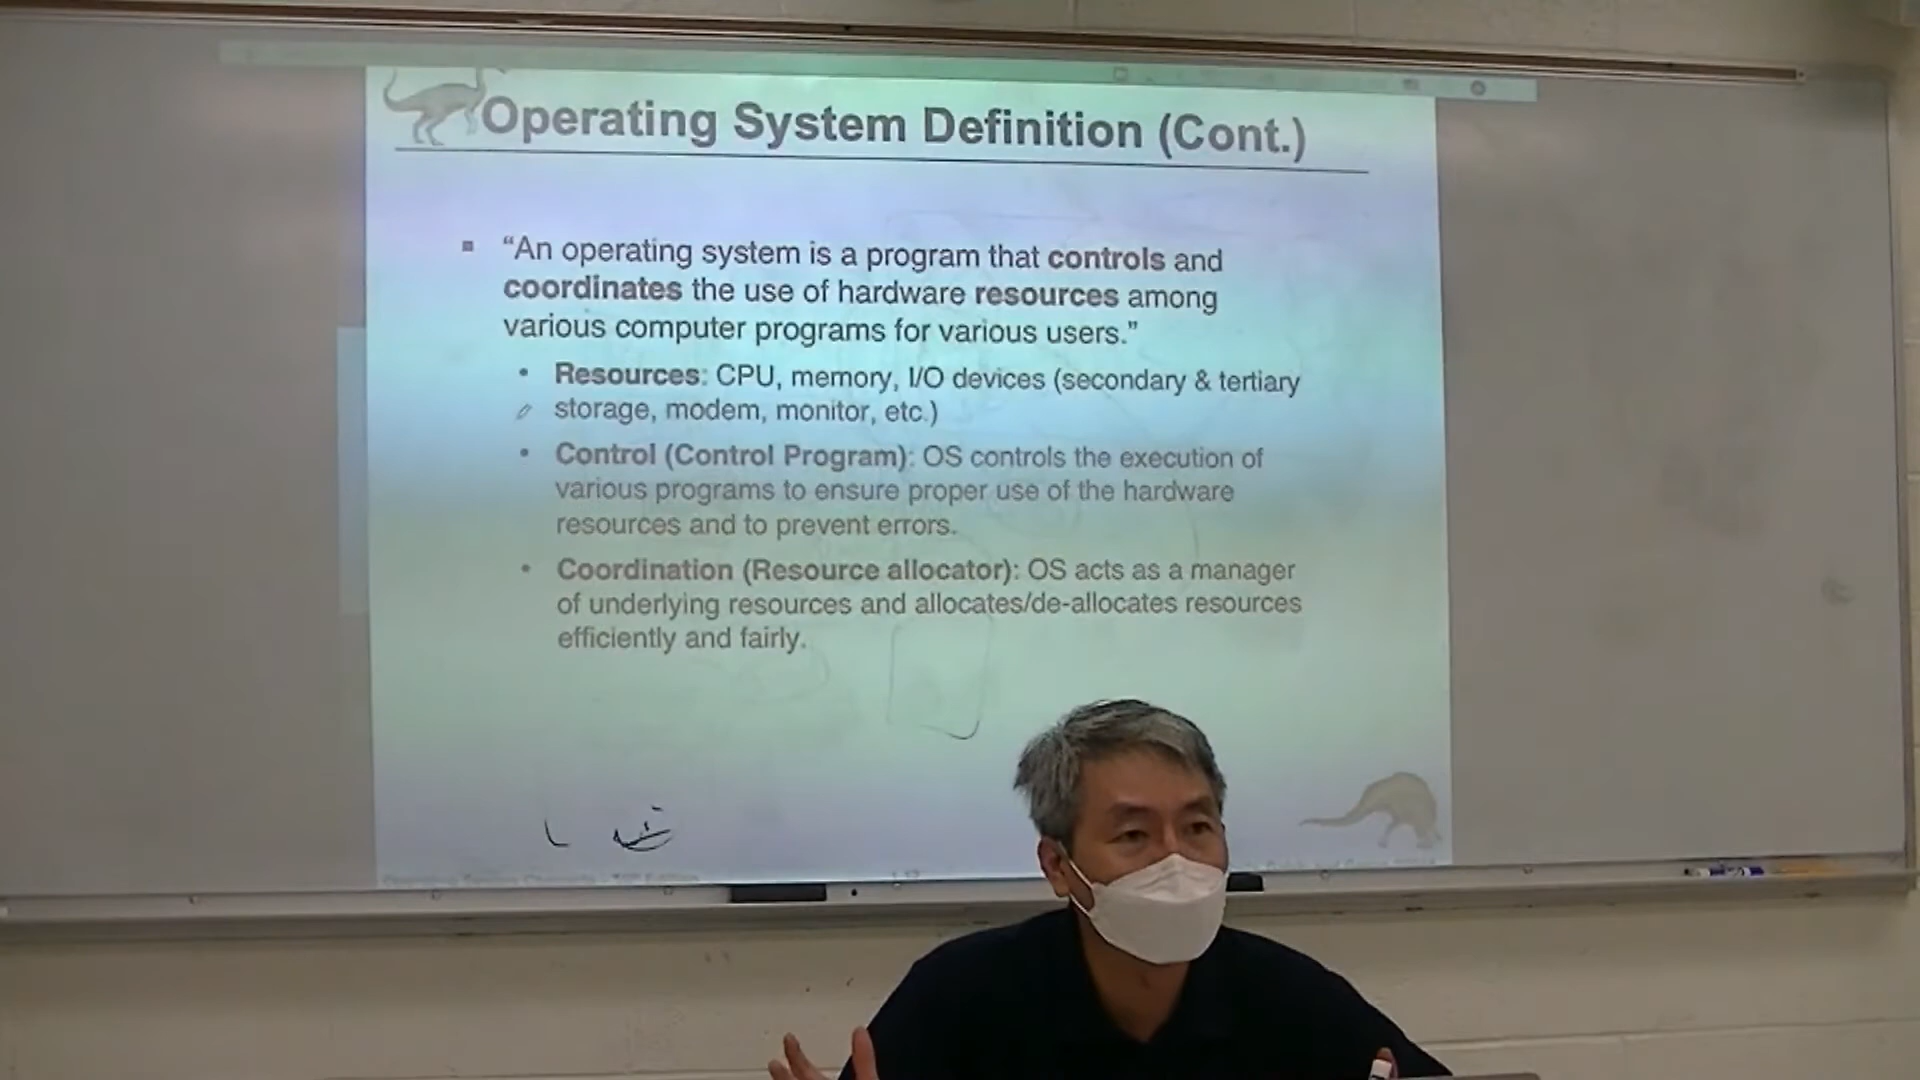 Operating System Definition (Cont.)
▪ “An operating system is a program that controls and
coordinates the use of hardware resources among
various computer programs for various users.”
• Resources: CPU, memory, I/O devices (secondary & tertiary
storage, modem, monitor, etc.)
• Control (Control Program): OS controls the execution of
various programs to ensure proper use of the hardware
resources and to prevent errors.
• Coordination (Resource allocator): OS acts as a manager
of underlying resources and allocates/de-allocates resources
efficiently and fairly.